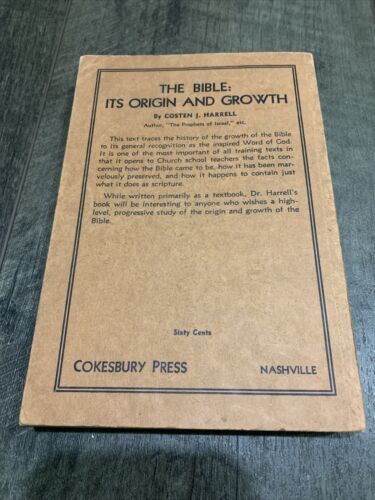 THE BIBLE:
ITS ORIGIN AND GROWTH
By COSTEN J. HARRELL
Author, "The Prophets of Israel," etc.
This text traces the history of the growth of the Bible
to its general recognition as the inspired Word of God.
It is one of the most important of all training texts in
that it opens to Church school teachers the facts con-
cerning how the Bible came to be, how it has been mar-
velously preserved, and how it happens to contain just
what it does as scripture.
While written primarily as a textbook, Dr. Harrell's
book will be interesting to anyone who wishes a high-
level, progressive study of the origin and growth of the
Bible.
Sixty Cents
COKESBURY PRESS NASHVILLE